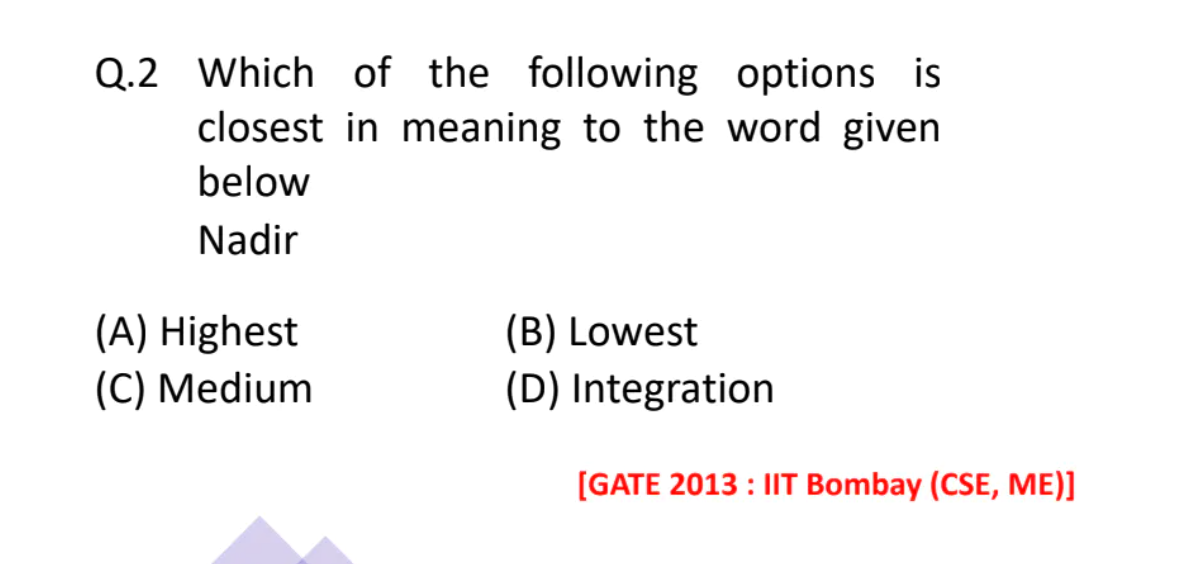 Q.2 Which of the following options is
closest in meaning to the word given
below
Nadir
(A) Highest (B) Lowest
(C) Medium (D) Integration
[GATE 2013 : IIT Bombay (CSE, ME)]